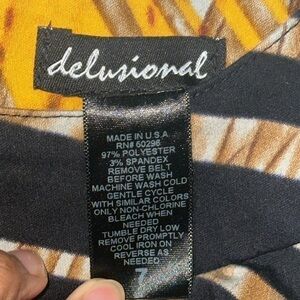 delusional
MADE IN U.S.A
RN# 60296
97% POLYESTER
3% SPANDEX
REMOVE BELT
BEFORE WASH
MACHINE WASH COLD
GENTLE CYCLE
WITH SIMILAR COLORS
ONLY NON-CHLORINE
BLEACH WHEN
NEEDED
TUMBLE DRY LOW
REMOVE PROMPTLY
COOL IRON ON
REVERSE AS
NEEDED
7